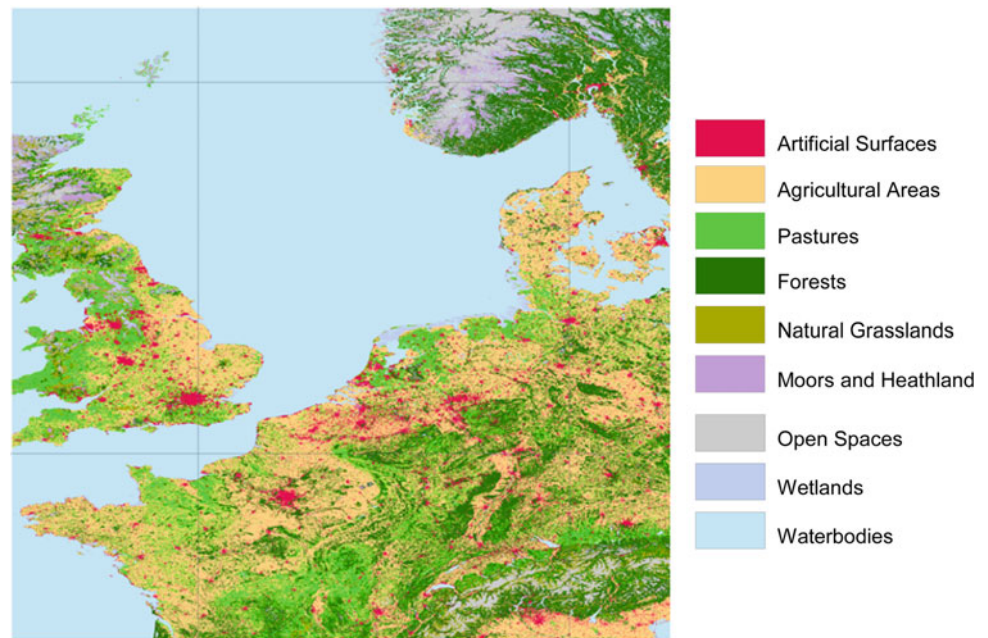 Artificial Surfaces
Agricultural Areas
Pastures
Forests
Natural Grasslands
Moors and Heathland
Open Spaces
Wetlands
Waterbodies